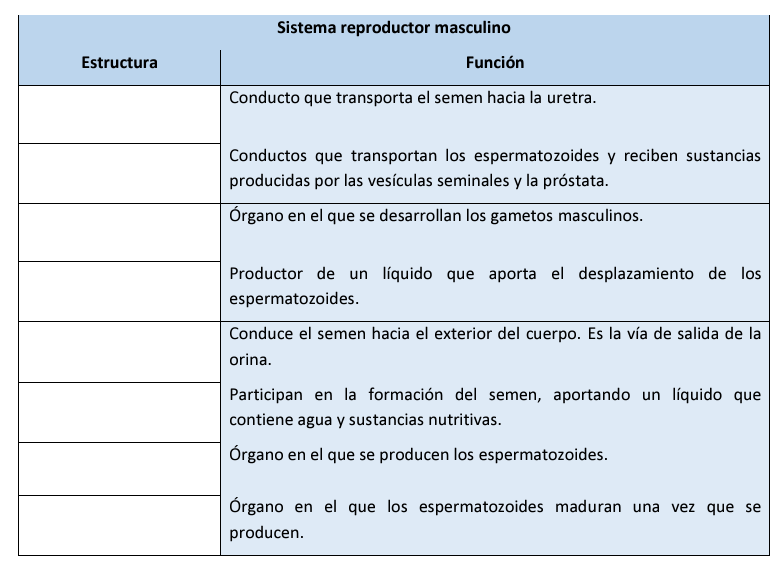 Sistema reproductor masculino
Estructura
Función
Conducto que transporta el semen hacia la uretra.
Conductos que transportan los espermatozoides y reciben sustancias
producidas por las vesículas seminales y la próstata.
Órgano en el que se desarrollan los gametos masculinos.
Productor de un líquido que aporta el desplazamiento de los
espermatozoides.
Conduce el semen hacia el exterior del cuerpo. Es la vía de salida de la
orina.
Participan en la formación del semen, aportando un líquido que
contiene agua y sustancias nutritivas.
Órgano en el que se producen los espermatozoides.
Órgano en el que los espermatozoides maduran una vez que se
producen.